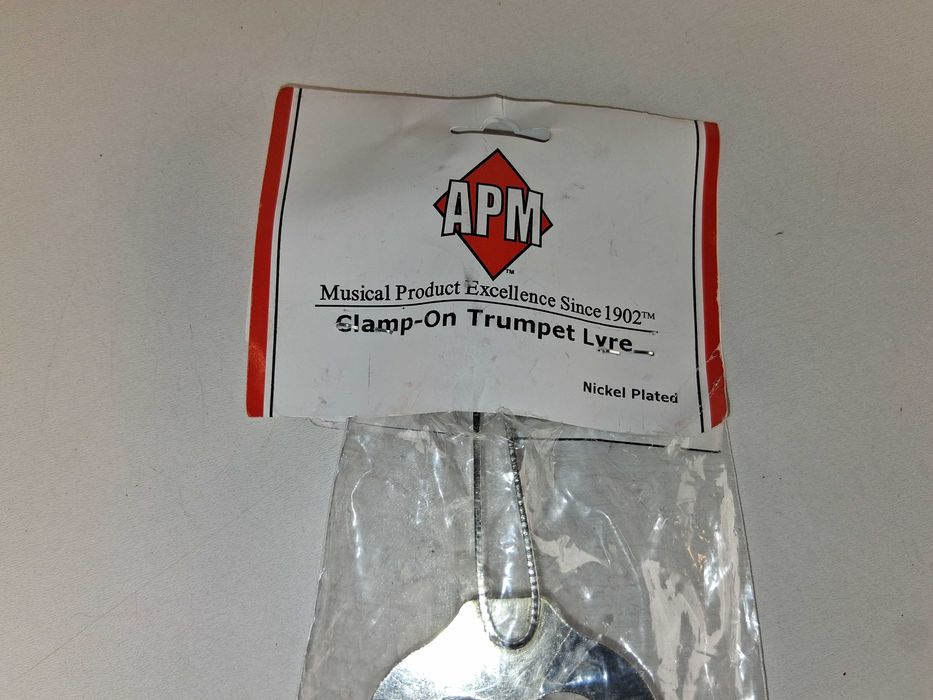 APM
TM
Musical Product Excellence Since 1902™
Clamp-On Trumpet Lyre
Nickel Plated